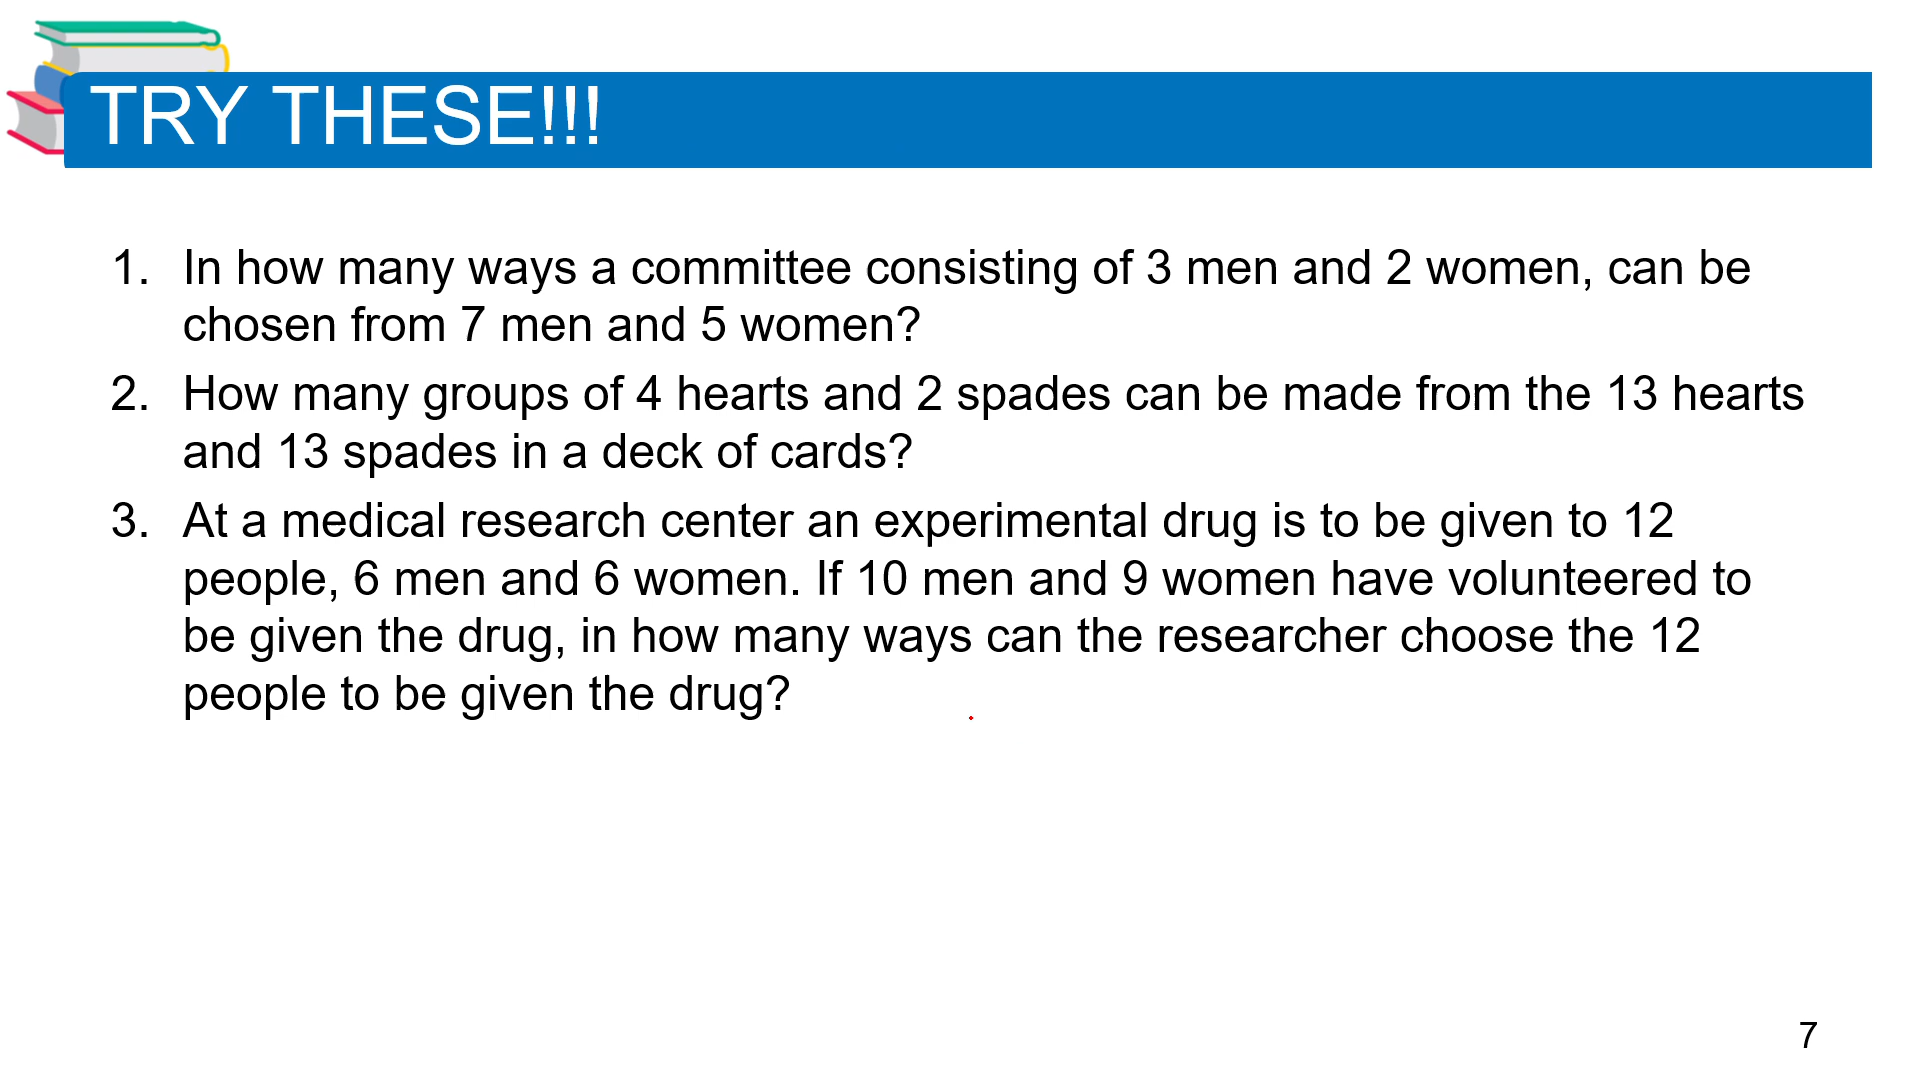 TRY THESE!!!
1. In how many ways a committee consisting of 3 men and 2 women, can be
chosen from 7 men and 5 women?
2. How many groups of 4 hearts and 2 spades can be made from the 13 hearts
and 13 spades in a deck of cards?
3. At a medical research center an experimental drug is to be given to 12
people, 6 men and 6 women. If 10 men and 9 women have volunteered to
be given the drug, in how many ways can the researcher choose the 12
people to be given the drug?
7